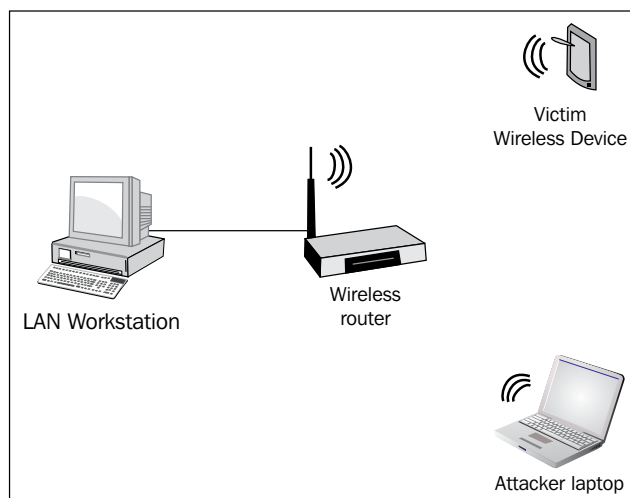 Victim
Wireless Device
Wireless
router
LAN Workstation
Attacker laptop